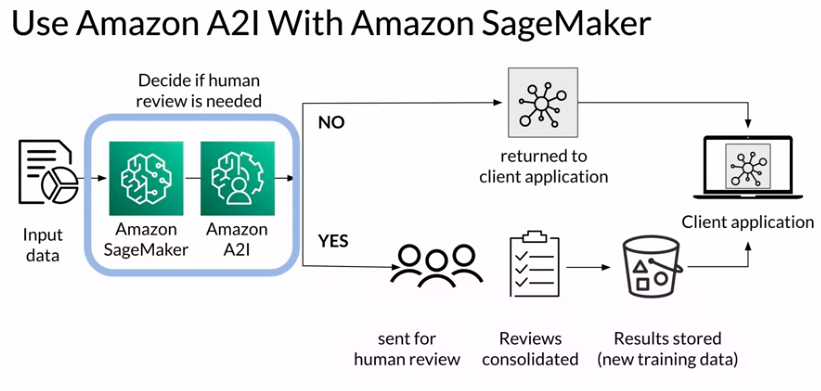 Use Amazon A2I With Amazon SageMaker
Decide if human
review is needed
NO
returned to
client application
Input
data
Amazon
SageMaker
Amazon
A2I
Client application
YES
sent for
human review
Reviews
consolidated
Results stored
(new training data)